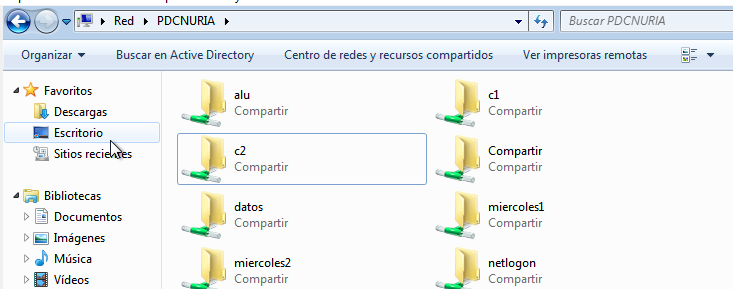 Red ▸ PDCNURIA ▸
Buscar PDCNURIA
Organizar
Buscar en Active Directory
Centro de redes y recursos compartidos
Ver impresoras remotas
Favoritos
Descargas
Escritorio
Sitios recientes
Bibliotecas
Documentos
Imágenes
Música
Vídeos
alu
Compartir
c1
Compartir
c2
Compartir
Compartir
Compartir
datos
Compartir
miercoles1
Compartir
miercoles2
Compartir
netlogon
Compartir